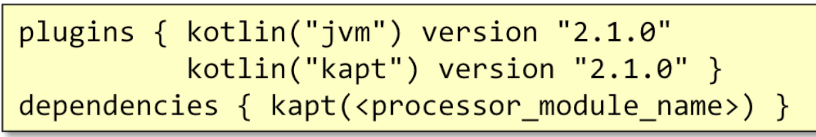 plugins { kotlin("jvm") version "2.1.0"
kotlin("kapt") version "2.1.0" }
dependencies { kapt(<processor_module_name>) }